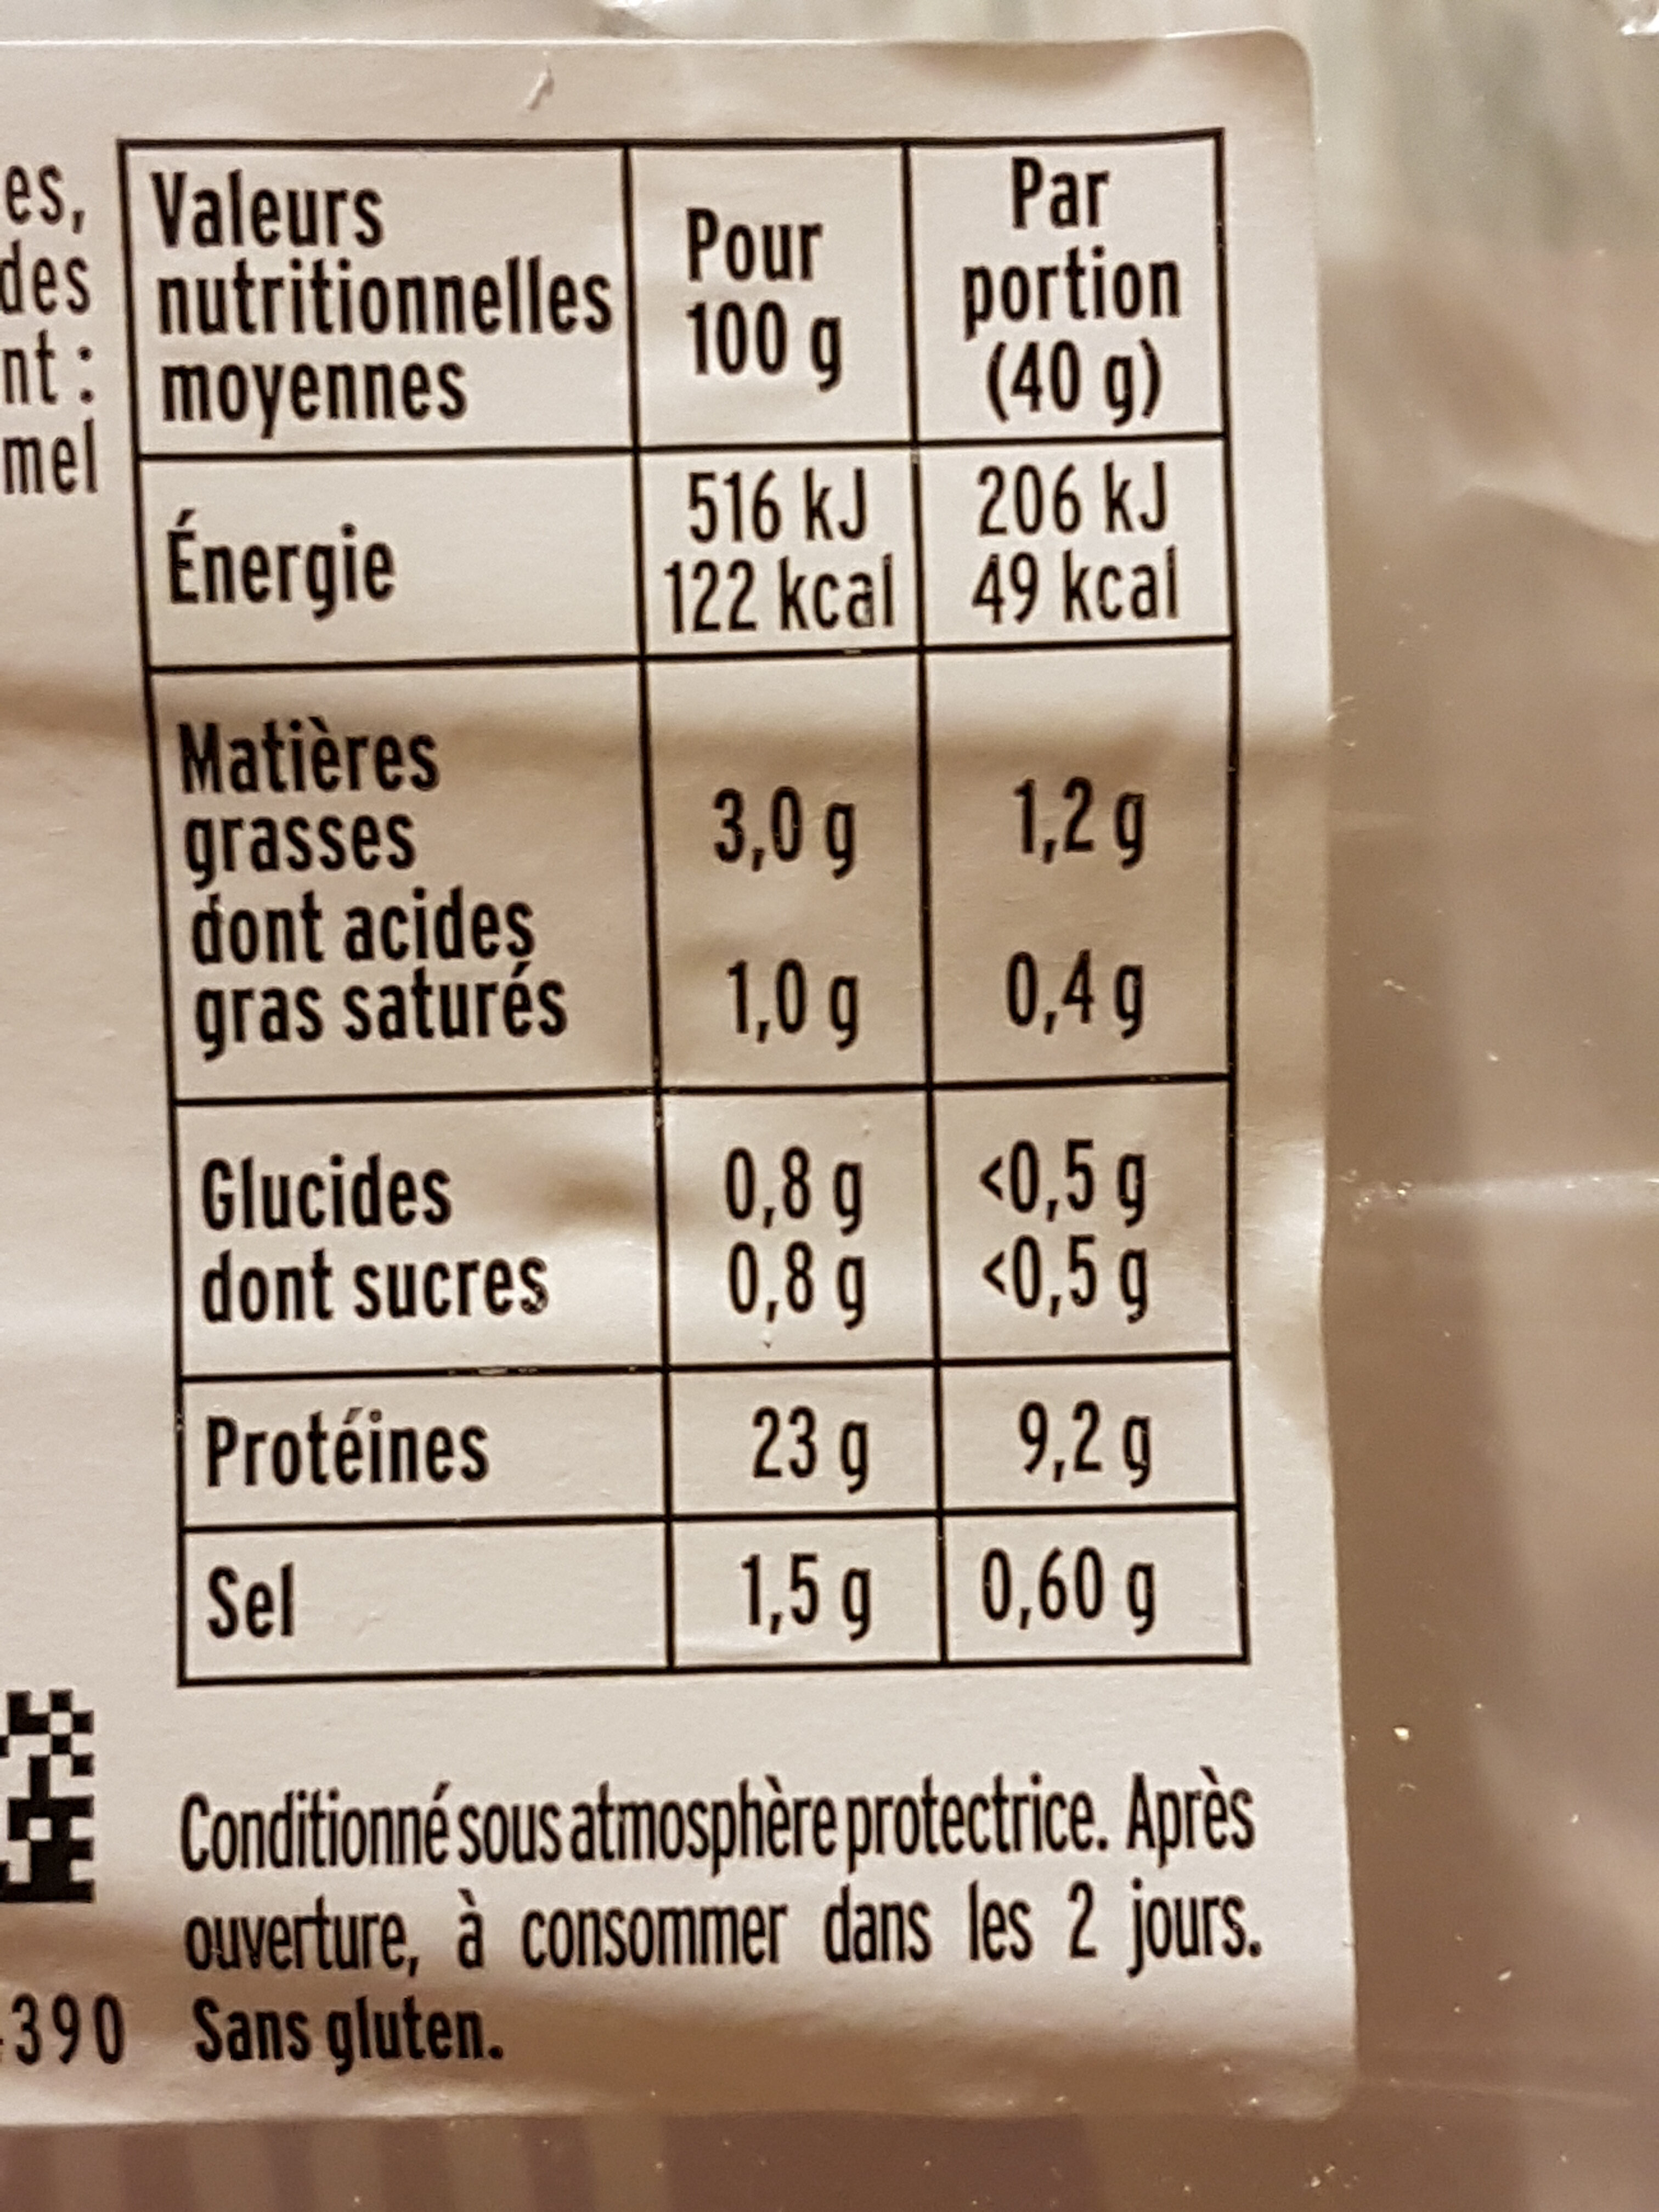 es,
des
nt :
mel
Valeurs
nutritionnelles
moyennes
Pour
100 g
Par
portion
(40 g)
Énergie
516 kJ
122 kcal
206 kJ
49 kcal
Matières
grasses
dont acides
gras saturés
3,0 g
1,0 g
1,2 g
0,4 g
Glucides
dont sucres
0,8 g
0,8 g
<0,5 g
<0,5 g
Protéines
23 g
9,2 g
Sel
1,5 g
0,60 g
Conditionné sous atmosphère protectrice. Après
ouverture, à consommer dans les 2 jours.
390 Sans gluten.